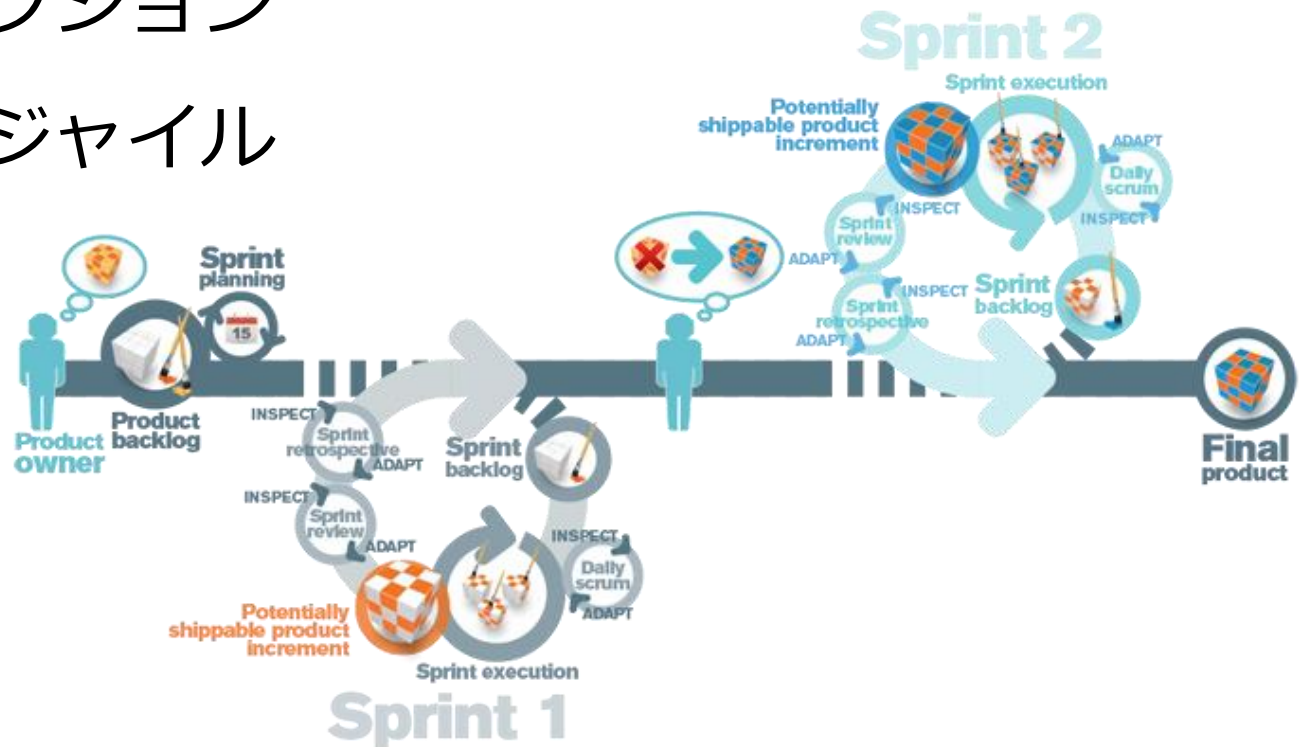 プション
ジャイル
Sprint 2
Sprint execution
Potentially
shippable product
increment
ADAPT
Daily
scrum
INSPECT
INSPECT
Sprint
review
ADAPT
INSPECT
Sprint
retrospective
ADAPT
Sprint
backlog
Sprint
planning
15
Product
owner
Product
backlog
INSPECT
Sprint
retrospective
ADAPT
INSPECT
Sprint
review
ADAPT
Sprint
backlog
INSPECT
Daily
scrum
ADAPT
Potentially
shippable product
increment
Sprint execution
Sprint 1
Final
product